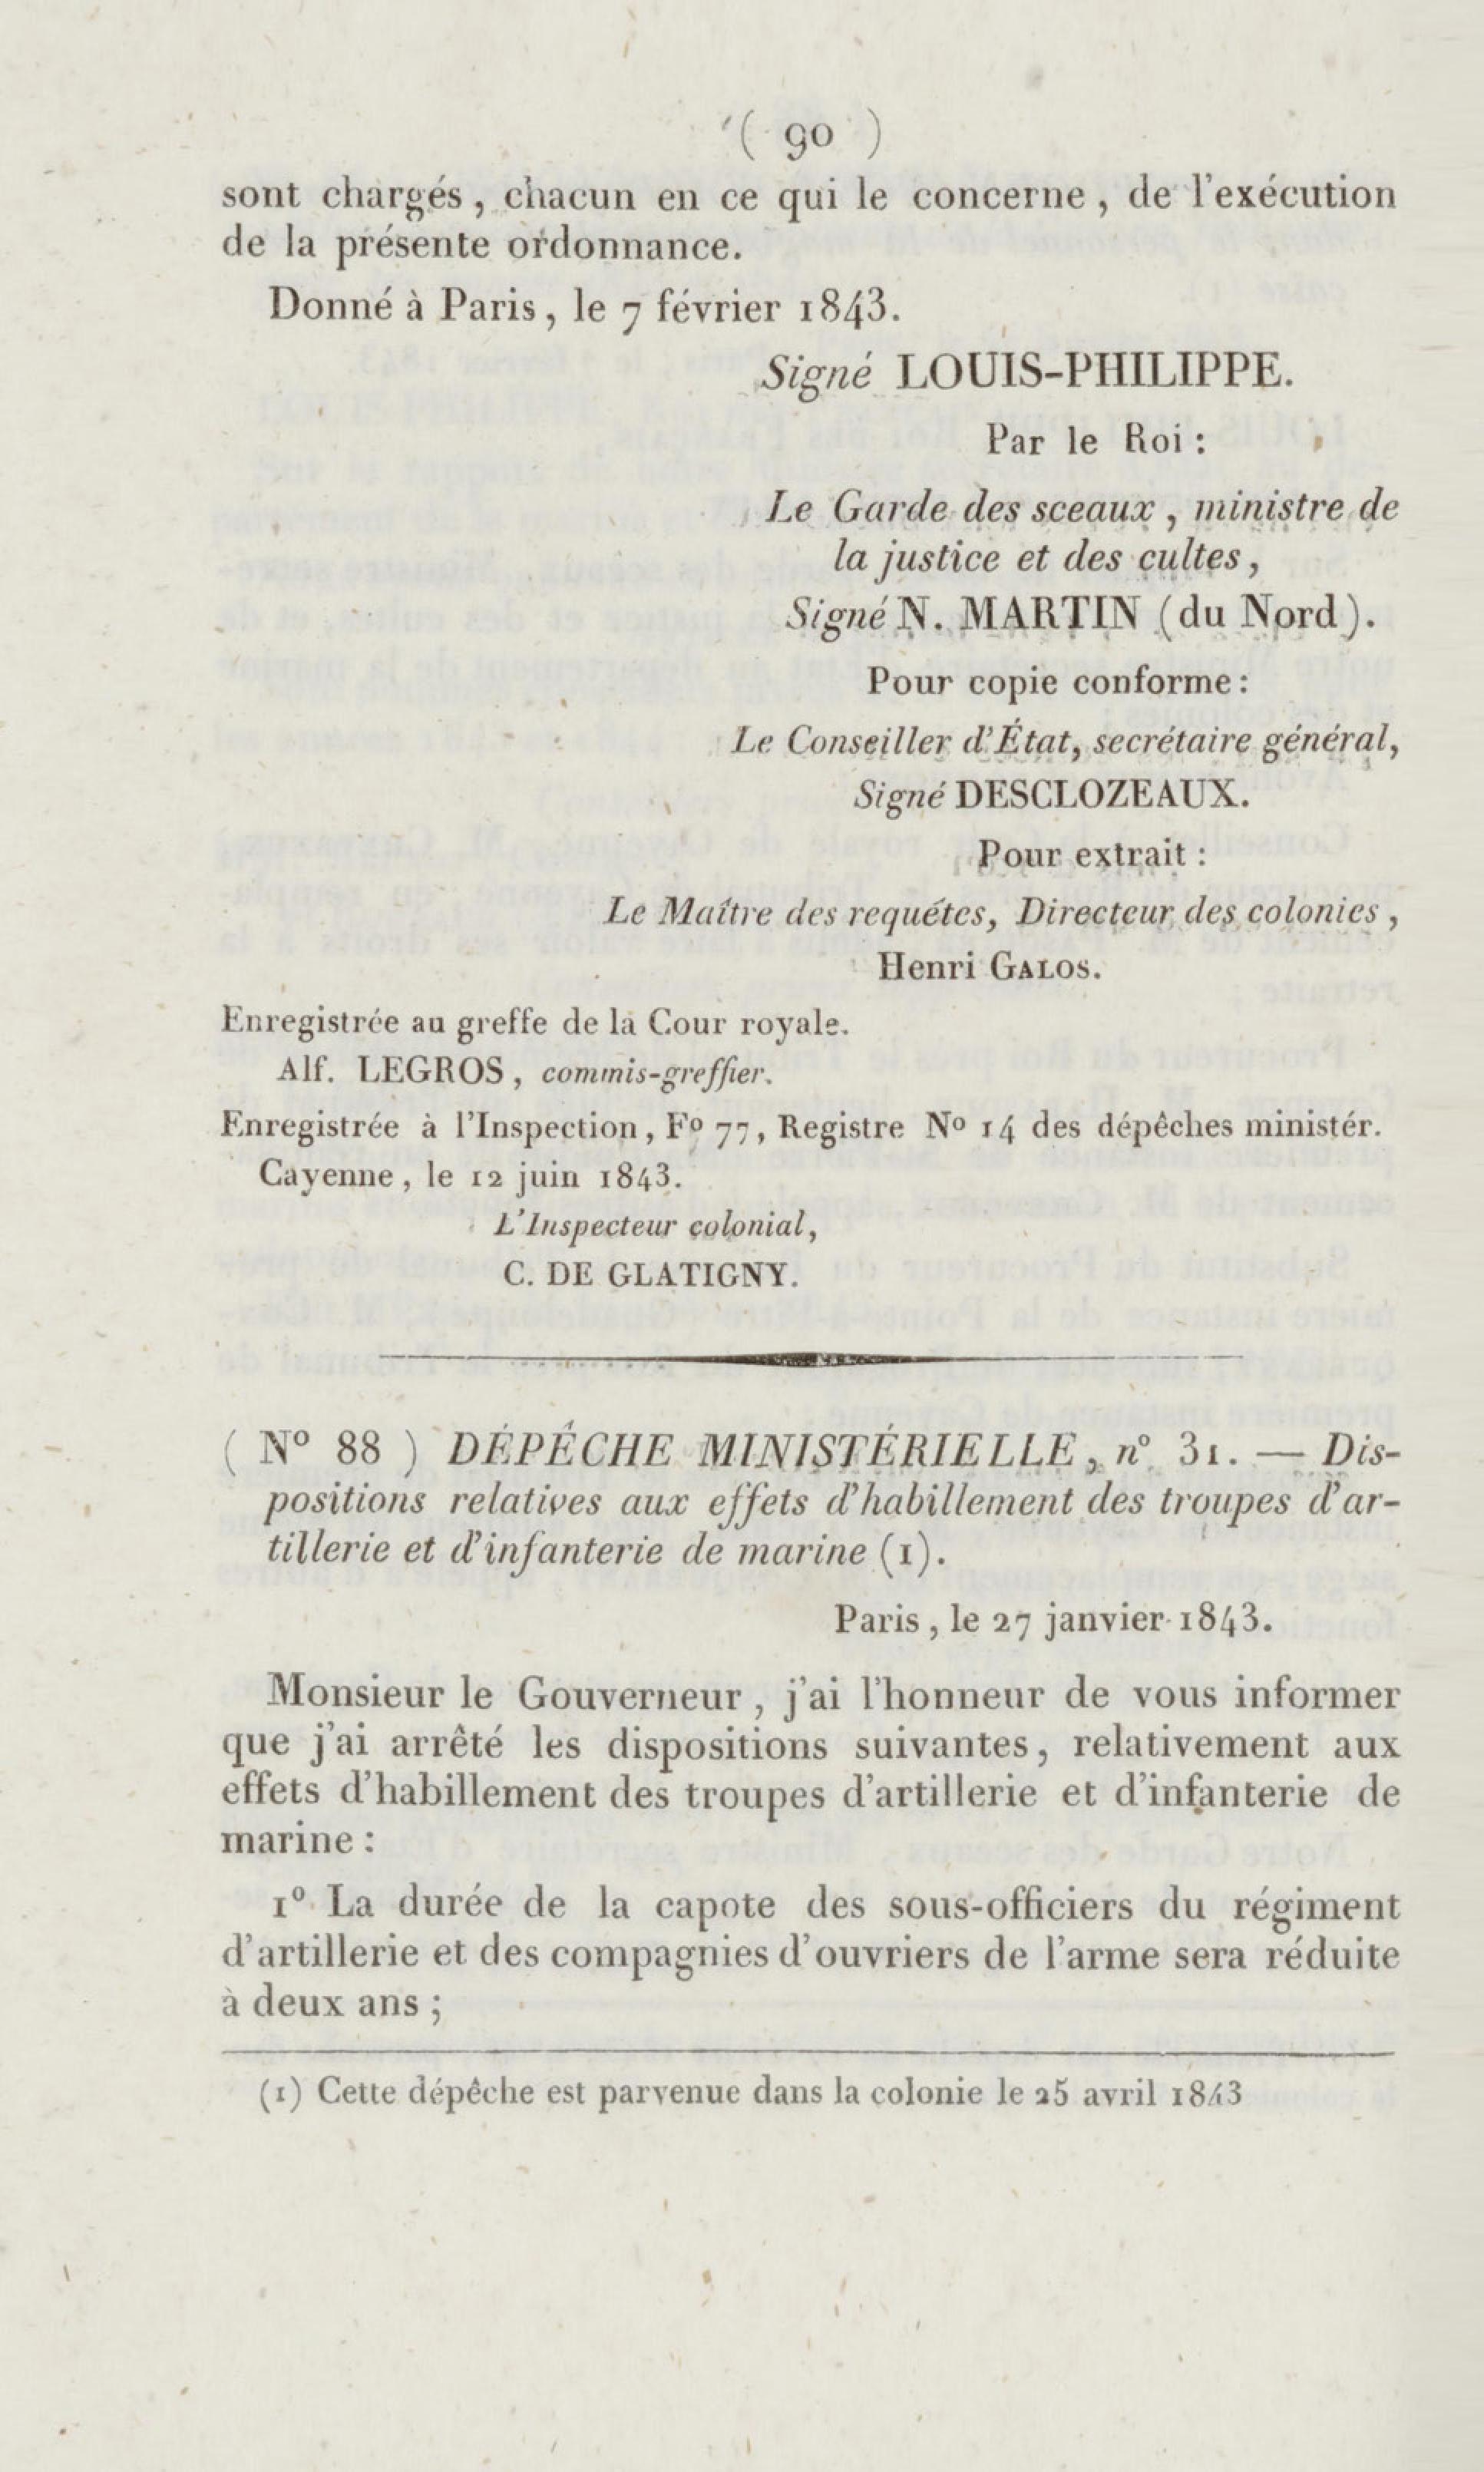 ( 90 )
sont chargés, chacun en ce qui le concerne, de l'exécution
de la présente ordonnance.
Donné à Paris, le 7 février 1843.
Signé LOUIS-PHILIPPE.
Par le Roi :
Le Garde des sceaux, ministre de
la justice et des cultes,
Signé N. MARTIN (du Nord).
Pour copie conforme :
Le Conseiller d'État, secrétaire général,
Signé DESCLOZEAUX.
Pour extrait :
Le Maître des requétes, Directeur des colonies,
Henri GALOS.
Enregistrée au greffe de la Cour royale.
Alf. LEGROS, commis-greffier.
Enregistrée à l'Inspection, Fo 77, Registre No 14 des dépêches ministér.
Cayenne, le 12 juin 1843.
L'Inspecteur colonial,
C. DE GLATIGNY.
( No 88 ) DÉPÊCHE MINISTÉRIELLE, no 31. — Dis-
positions relatives aux effets d'habillement des troupes d'ar-
tillerie et d'infanterie de marine (1).
Paris, le 27 janvier 1843.
Monsieur le Gouverneur, j'ai l'honneur de vous informer
que j'ai arrêté les dispositions suivantes, relativement aux
effets d'habillement des troupes d'artillerie et d'infanterie de
marine :
1o La durée de la capote des sous-officiers du régiment
d'artillerie et des compagnies d'ouvriers de l'arme sera réduite
à deux ans ;
(1) Cette dépêche est parvenue dans la colonie le 25 avril 1843